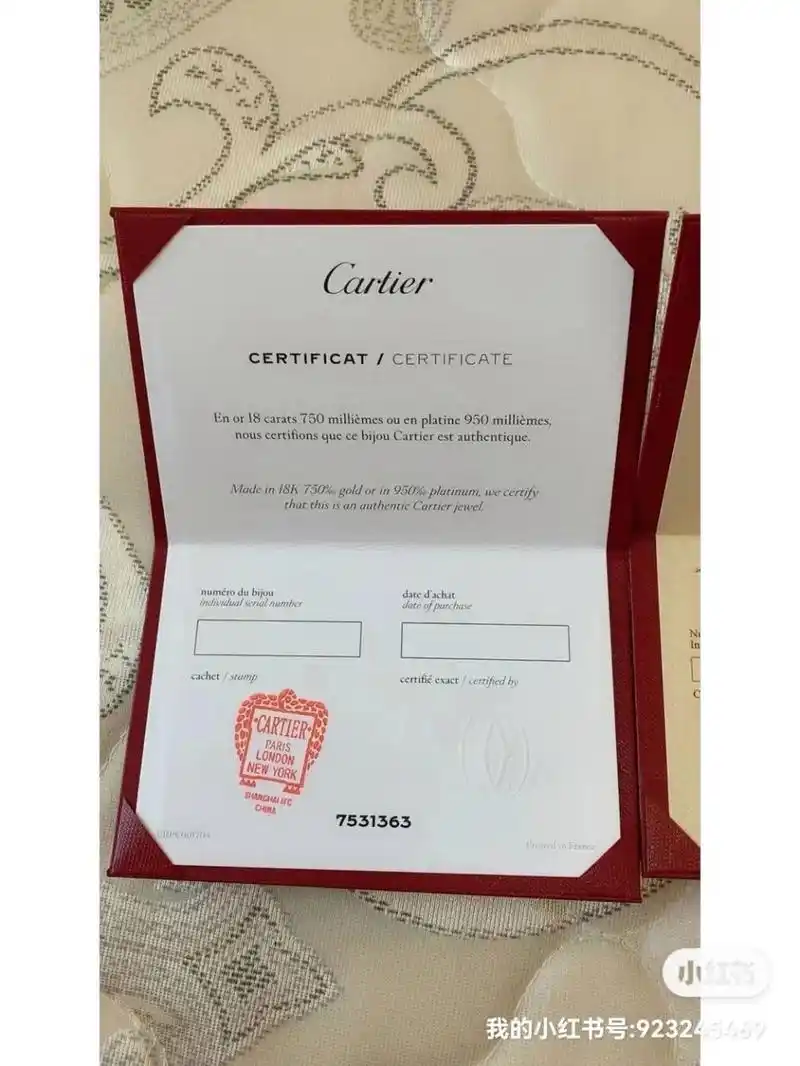 Cartier
CERTIFICAT / CERTIFICATE
En or 18 carats 750 millièmes ou en platine 950 millièmes,
nous certifions que ce bijou Cartier est authentique.
Made in 18K 750‰ gold or in 950‰ platinum, we certify
that this is an authentic Cartier jewel.
numéro du bijou
individual serial number
date d'achat
date of purchase
cachet / stamp
certifié exact / certified by
CARTIER
PARIS
LONDON
NEW YORK
SHANGHAI IFC
CHINA
7531363
Printed in France
小红书
我的小红书号:923245469